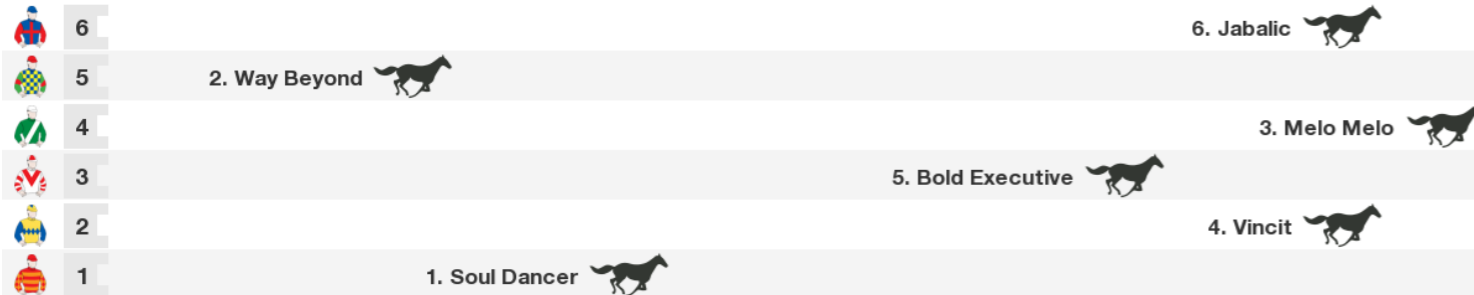 6 6. Jabalic
5 2. Way Beyond
4 3. Melo Melo
3 5. Bold Executive
2 4. Vincit
1 1. Soul Dancer